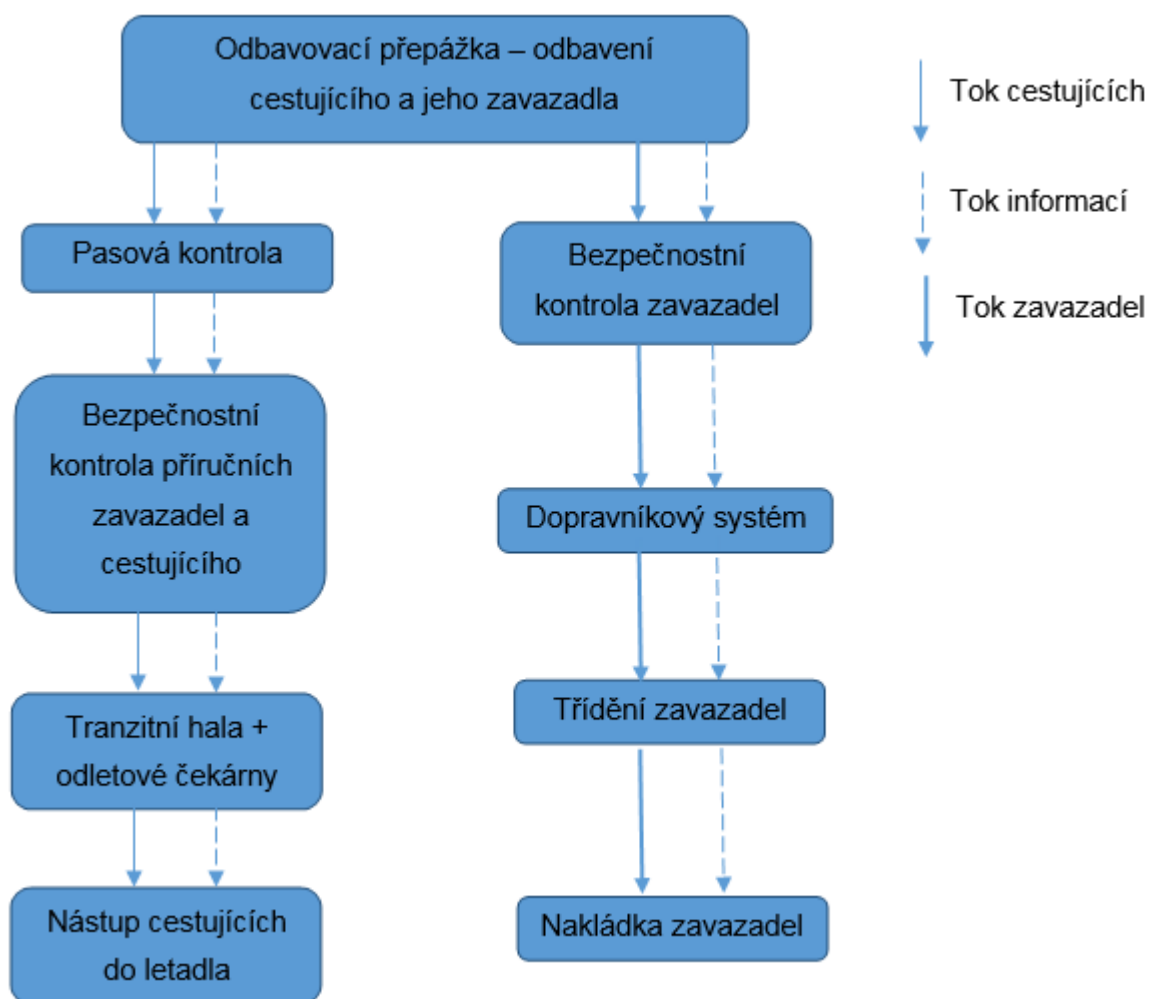 Odbavovací přepážka – odbavení
cestujícího a jeho zavazadla
Tok cestujících
Tok informací
Tok zavazadel
Pasová kontrola
Bezpečnostní
kontrola příručních
zavazadel a
cestujícího
Tranzitní hala +
odletové čekárny
Nástup cestujících
do letadla
Bezpečnostní
kontrola zavazadel
Dopravníkový systém
Třídění zavazadel
Nakládka zavazadel